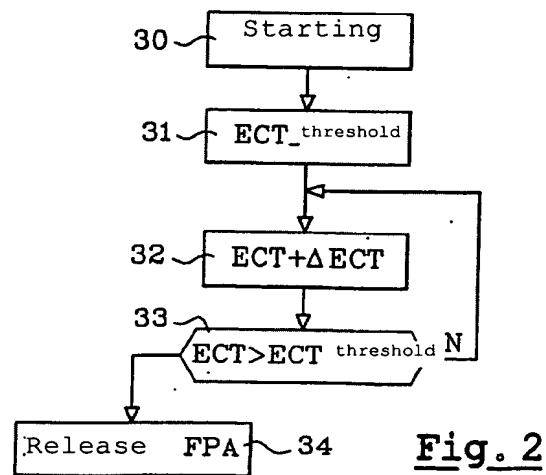 30 Starting
31 ECT_threshold
32 ECT+ΔECT
33
ECT>ECT threshold N
Release FPA 34
Fig. 2